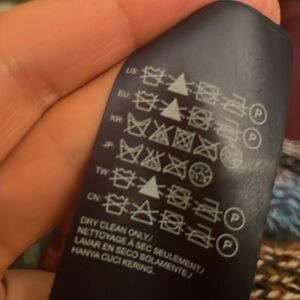 US:
EU:
KR:
JP:
TW:
CN:
DRY CLEAN ONLY/
NETTOYAGE À SEC SEULEMENT/
LAVAR EN SECO SOLAMENTE/
HANYA CUCI KERING.